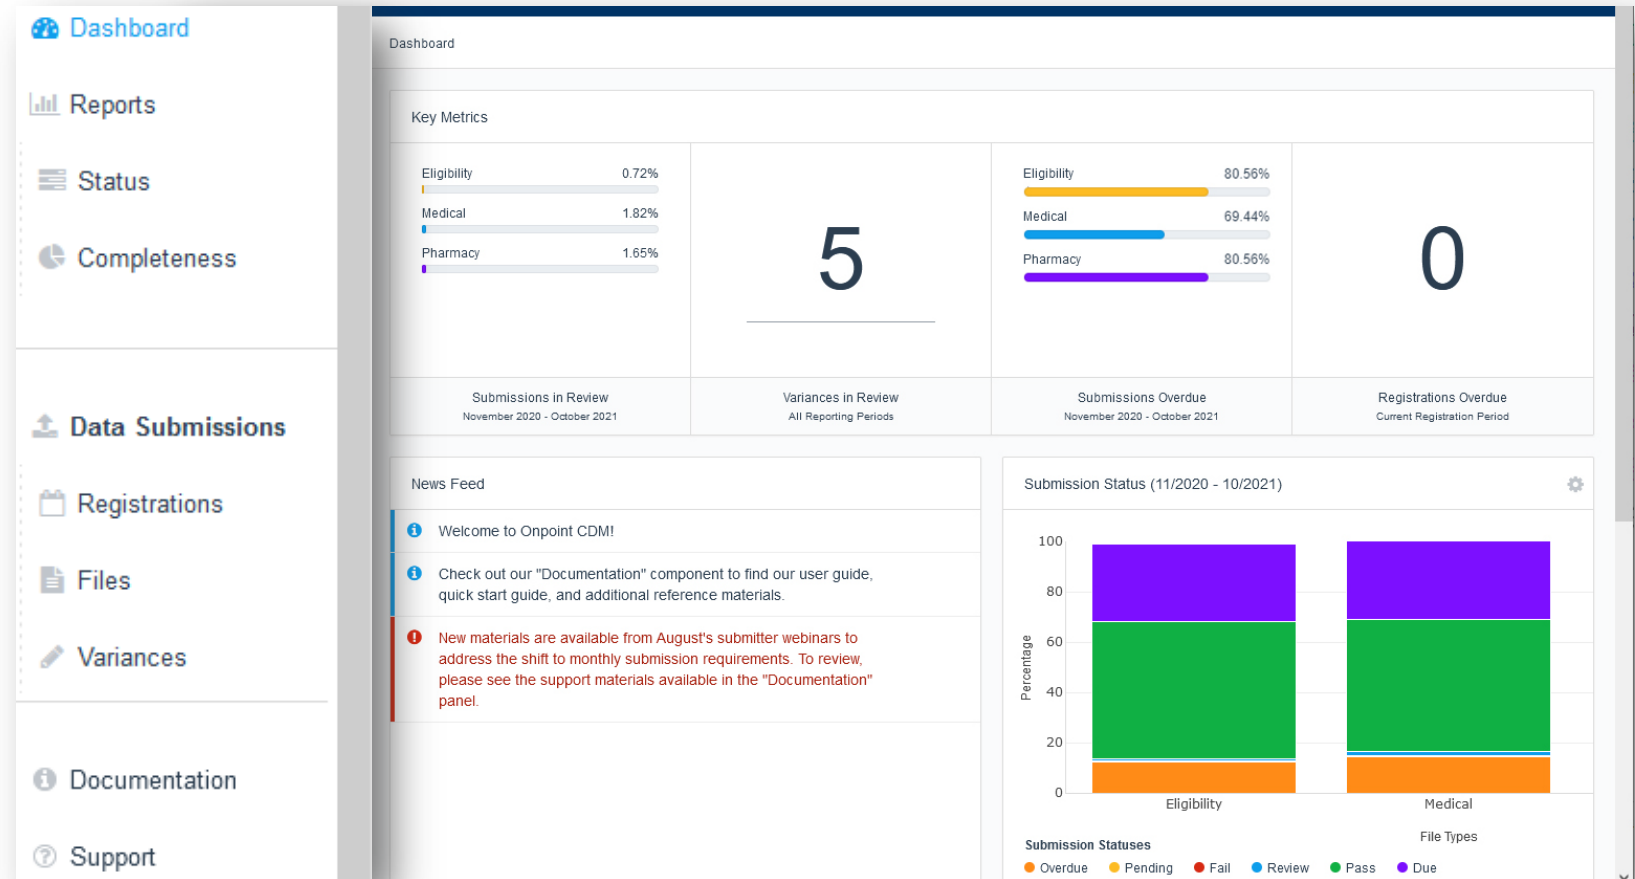 Dashboard
Reports
Status
Completeness
Data Submissions
Registrations
Files
Variances
Documentation
Support
Dashboard
Key Metrics
Eligibility 0.72%
Medical 1.82%
Pharmacy 1.65%
Submissions in Review
November 2020 - October 2021
5
Variances in Review
All Reporting Periods
Eligibility 80.56%
Medical 69.44%
Pharmacy 80.56%
Submissions Overdue
November 2020 - October 2021
0
Registrations Overdue
Current Registration Period
News Feed
Welcome to Onpoint CDM!
Check out our "Documentation" component to find our user guide,
quick start guide, and additional reference materials.
New materials are available from August's submitter webinars to
address the shift to monthly submission requirements. To review,
please see the support materials available in the "Documentation"
panel.
Submission Status (11/2020 - 10/2021)
100
80
60
40
20
0
Percentage
Eligibility Medical
File Types
Submission Statuses
Overdue Pending Fail Review Pass Due